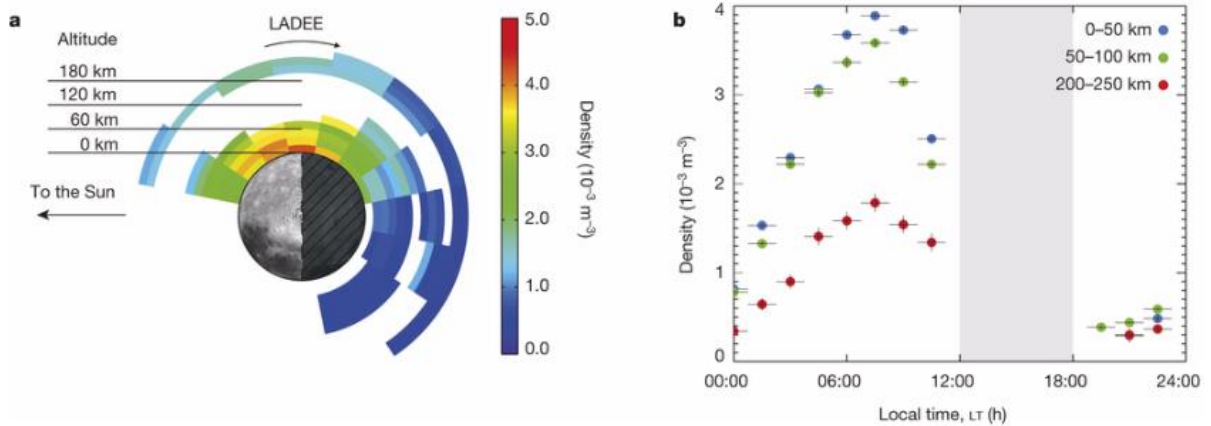 a
LADEE
Altitude
180 km
120 km
60 km
0 km
To the Sun
5.0
4.0
3.0
2.0
1.0
0.0
Density (10⁻³ m⁻³)
b
4
3
2
1
0
Density (10⁻³ m⁻³)
0–50 km
50–100 km
200–250 km
00:00
06:00
12:00
18:00
24:00
Local time, LT (h)